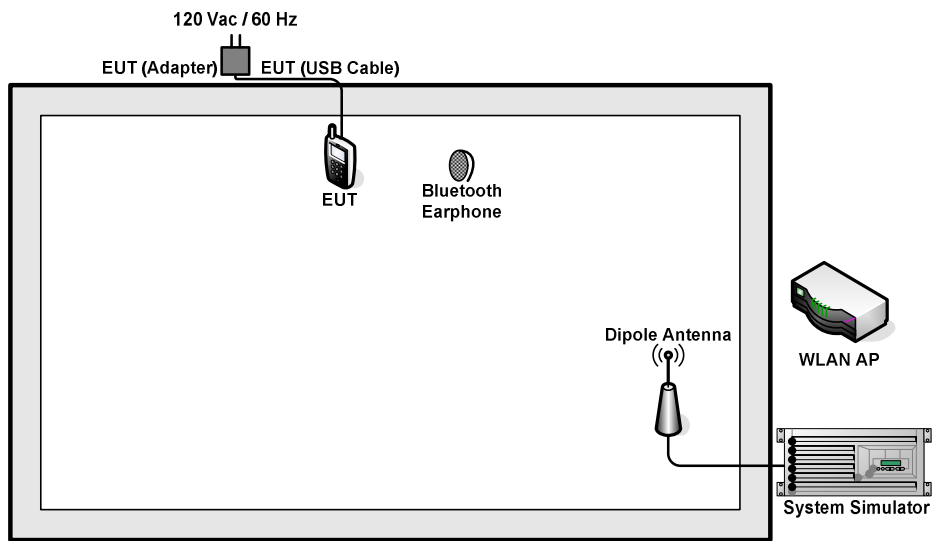 120 Vac / 60 Hz
EUT (Adapter)
EUT (USB Cable)
EUT
Bluetooth
Earphone
Dipole Antenna
WLAN AP
System Simulator